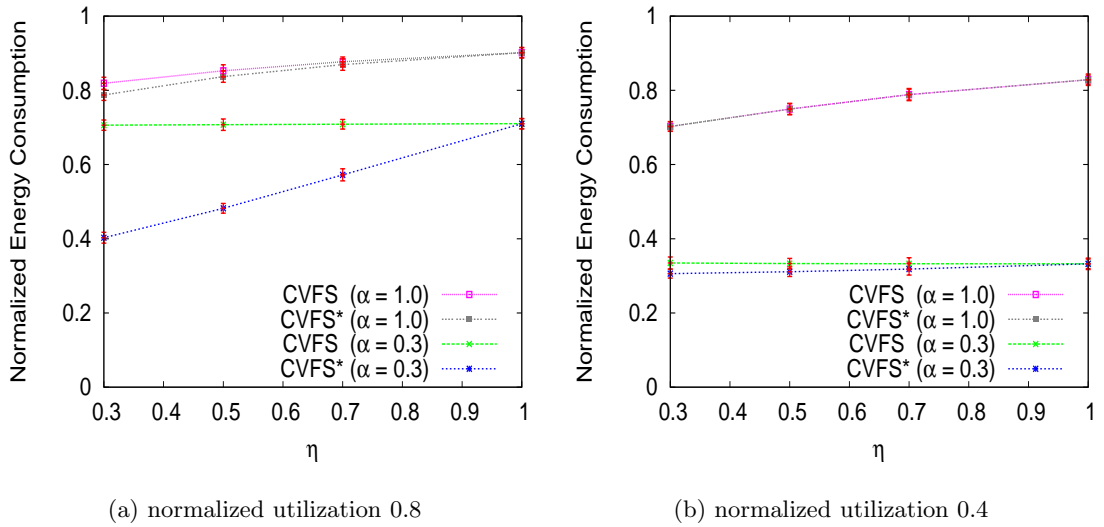 Normalized Energy Consumption
1
0.8
0.6
0.4
0.2
0
0.3 0.4 0.5 0.6 0.7 0.8 0.9 1
η
CVFS (α = 1.0)
CVFS* (α = 1.0)
CVFS (α = 0.3)
CVFS* (α = 0.3)
(a) normalized utilization 0.8
Normalized Energy Consumption
1
0.8
0.6
0.4
0.2
0
0.3 0.4 0.5 0.6 0.7 0.8 0.9 1
η
CVFS (α = 1.0)
CVFS* (α = 1.0)
CVFS (α = 0.3)
CVFS* (α = 0.3)
(b) normalized utilization 0.4